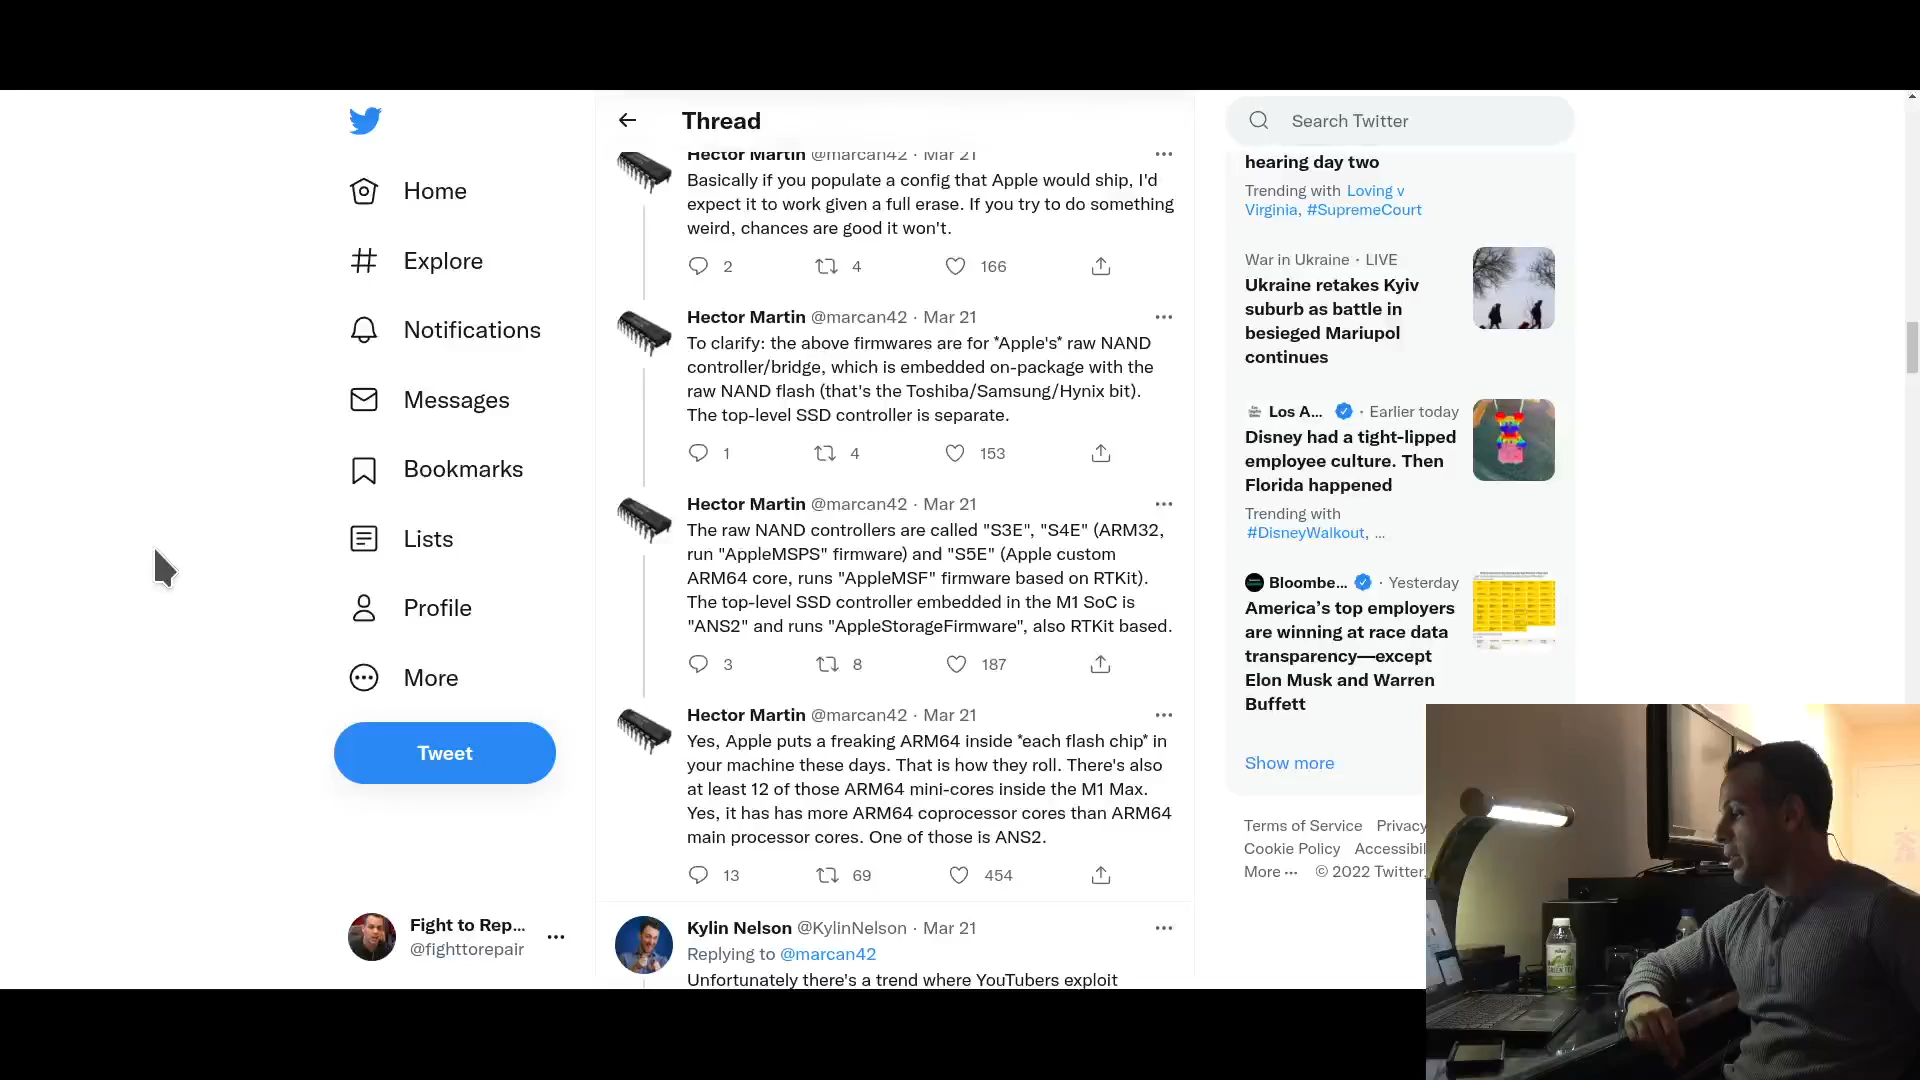 Home
Explore
Notifications
Messages
Bookmarks
Lists
Profile
More
Tweet
Fight to Rep...
@fighttorepair
Thread
Hector Martin @marcan42 · Mar 21
Basically if you populate a config that Apple would ship, I'd
expect it to work given a full erase. If you try to do something
weird, chances are good it won't.
2 4 166
Hector Martin @marcan42 · Mar 21
To clarify: the above firmwares are for *Apple's* raw NAND
controller/bridge, which is embedded on-package with the
raw NAND flash (that's the Toshiba/Samsung/Hynix bit).
The top-level SSD controller is separate.
1 4 153
Hector Martin @marcan42 · Mar 21
The raw NAND controllers are called "S3E", "S4E" (ARM32,
run "AppleMSPS" firmware) and "S5E" (Apple custom
ARM64 core, runs "AppleMSF" firmware based on RTKit).
The top-level SSD controller embedded in the M1 SoC is
"ANS2" and runs "AppleStorageFirmware", also RTKit based.
3 8 187
Hector Martin @marcan42 · Mar 21
Yes, Apple puts a freaking ARM64 inside *each flash chip* in
your machine these days. That is how they roll. There's also
at least 12 of those ARM64 mini-cores inside the M1 Max.
Yes, it has has more ARM64 coprocessor cores than ARM64
main processor cores. One of those is ANS2.
13 69 454
Kylin Nelson @KylinNelson · Mar 21
Replying to @marcan42
Unfortunately there's a trend where YouTubers exploit
Search Twitter
hearing day two
Trending with Loving v
Virginia, #SupremeCourt
War in Ukraine · LIVE
Ukraine retakes Kyiv
suburb as battle in
besieged Mariupol
continues
Los A... · Earlier today
Disney had a tight-lipped
employee culture. Then
Florida happened
Trending with
#DisneyWalkout, ...
Bloombe... · Yesterday
America's top employers
are winning at race data
transparency—except
Elon Musk and Warren
Buffett
Show more
Terms of Service Privacy
Cookie Policy Accessibil
More ··· © 2022 Twitter,